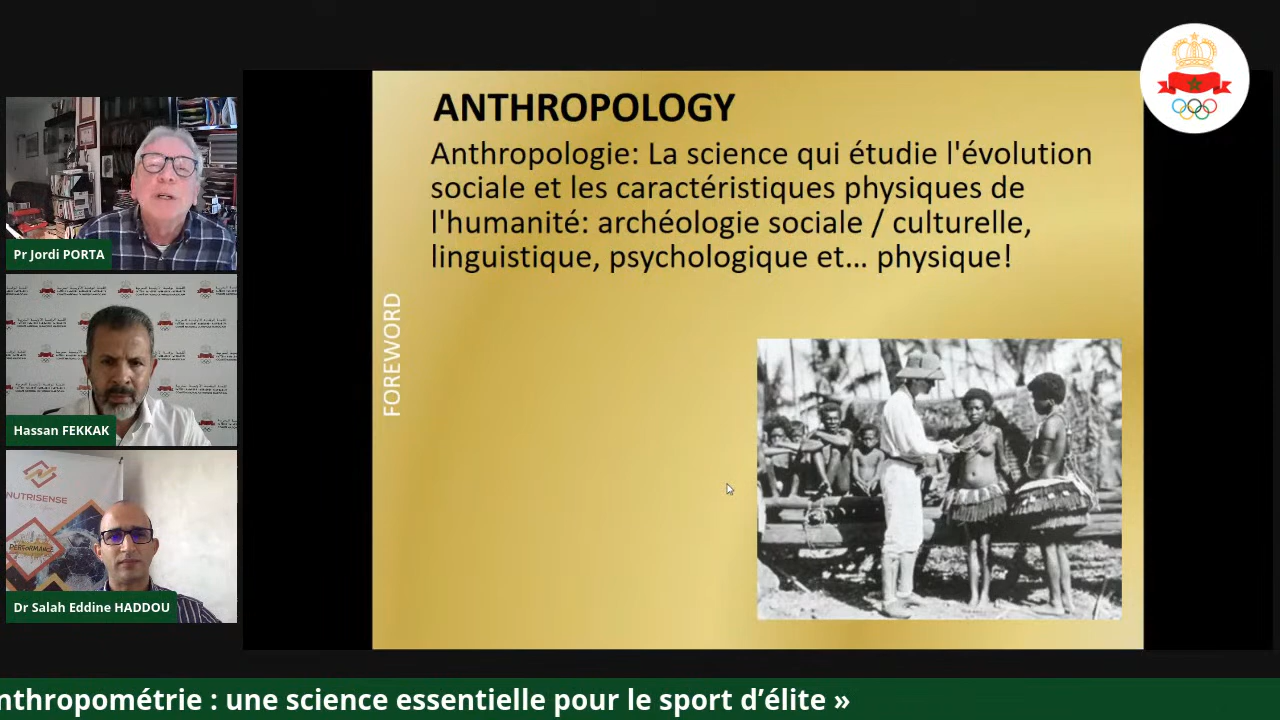 ANTHROPOLOGY
Anthropologie: La science qui étudie l'évolution
sociale et les caractéristiques physiques de
l'humanité: archéologie sociale / culturelle,
linguistique, psychologique et... physique!
FOREWORD
Pr Jordi PORTA
Hassan FEKKAK
NUTRISENSE
PERFORMANCE
Dr Salah Eddine HADDOU
nthropométrie : une science essentielle pour le sport d’élite »